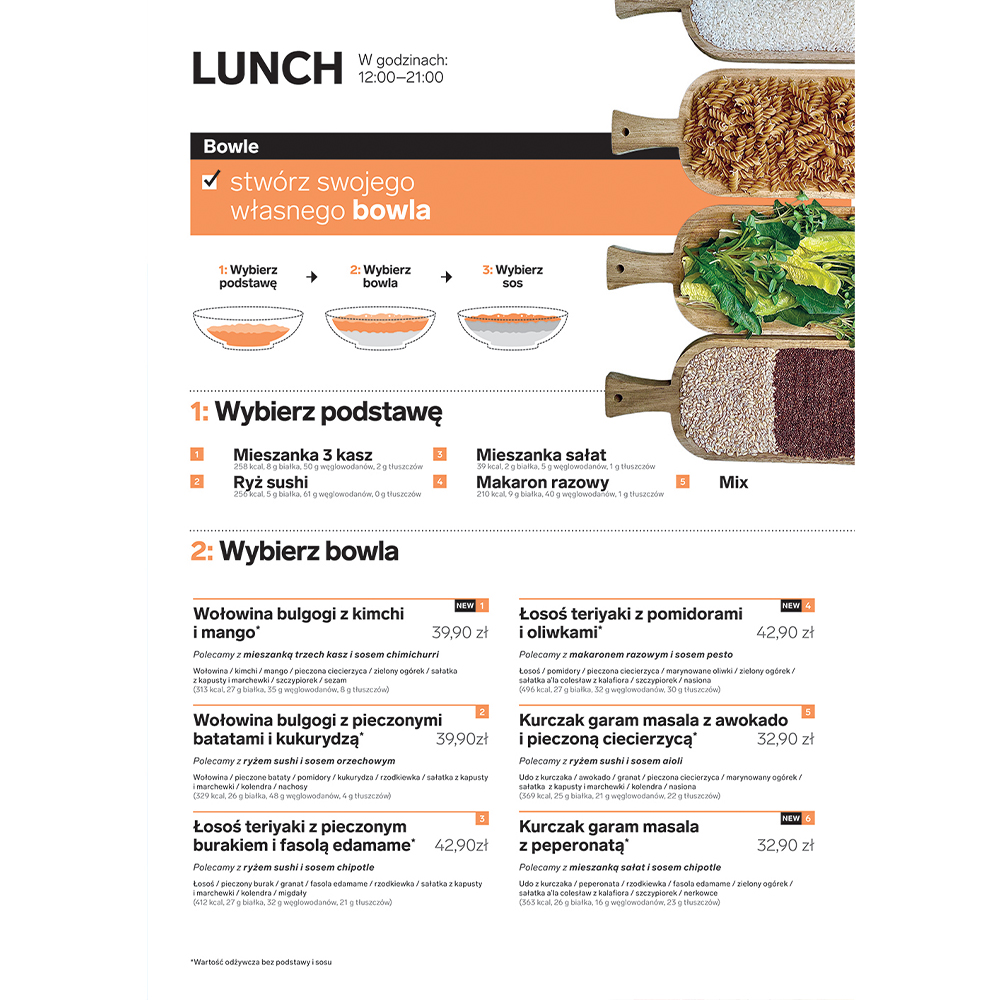 LUNCH
W godzinach:
12:00–21:00
Bowle
stwórz swojego
własnego bowla
1: Wybierz
podstawę
2: Wybierz
bowla
3: Wybierz
sos
1: Wybierz podstawę
1 Mieszanka 3 kasz
258 kcal, 8 g białka, 50 g węglowodanów, 2 g tłuszczów
2 Ryż sushi
256 kcal, 5 g białka, 61 g węglowodanów, 0 g tłuszczów
3 Mieszanka sałat
39 kcal, 2 g białka, 5 g węglowodanów, 1 g tłuszczów
4 Makaron razowy
210 kcal, 9 g białka, 40 g węglowodanów, 1 g tłuszczów
5 Mix
2: Wybierz bowla
NEW 1
Wołowina bulgogi z kimchi
i mango* 39,90 zł
Polecamy z mieszanką trzech kasz i sosem chimichurri
Wołowina / kimchi / mango / pieczona ciecierzyca / zielony ogórek / sałatka
z kapusty i marchewki / szczypiorek / sezam
(313 kcal, 27 g białka, 35 g węglowodanów, 8 g tłuszczów)
2
Wołowina bulgogi z pieczonymi
batatami i kukurydzą* 39,90zł
Polecamy z ryżem sushi i sosem orzechowym
Wołowina / pieczone bataty / pomidory / kukurydza / rzodkiewka / sałatka z kapusty
i marchewki / kolendra / nachosy
(329 kcal, 26 g białka, 48 g węglowodanów, 4 g tłuszczów)
3
Łosoś teriyaki z pieczonym
burakiem i fasolą edamame* 42,90zł
Polecamy z ryżem sushi i sosem chipotle
Łosoś / pieczony burak / granat / fasola edamame / rzodkiewka / sałatka z kapusty
i marchewki / kolendra / migdały
(412 kcal, 27 g białka, 32 g węglowodanów, 21 g tłuszczów)
NEW 4
Łosoś teriyaki z pomidorami
i oliwkami* 42,90 zł
Polecamy z makaronem razowym i sosem pesto
Łosoś / pomidory / pieczona ciecierzyca / marynowane oliwki / zielony ogórek /
sałatka a'la colesław z kalafiora / szczypiorek / nasiona
(496 kcal, 27 g białka, 32 g węglowodanów, 30 g tłuszczów)
5
Kurczak garam masala z awokado
i pieczoną ciecierzycą* 32,90 zł
Polecamy z ryżem sushi i sosem aioli
Udo z kurczaka / awokado / granat / pieczona ciecierzyca / marynowany ogórek /
sałatka z kapusty i marchewki / kolendra / nasiona
(369 kcal, 25 g białka, 21 g węglowodanów, 22 g tłuszczów)
NEW 6
Kurczak garam masala
z peperonatą* 32,90 zł
Polecamy z mieszanką sałat i sosem chipotle
Udo z kurczaka / peperonata / rzodkiewka / fasola edamame / zielony ogórek /
sałatka a'la colesław z kalafiora / szczypiorek / nerkowce
(363 kcal, 26 g białka, 16 g węglowodanów, 23 g tłuszczów)
*Wartość odżywcza bez podstawy i sosu